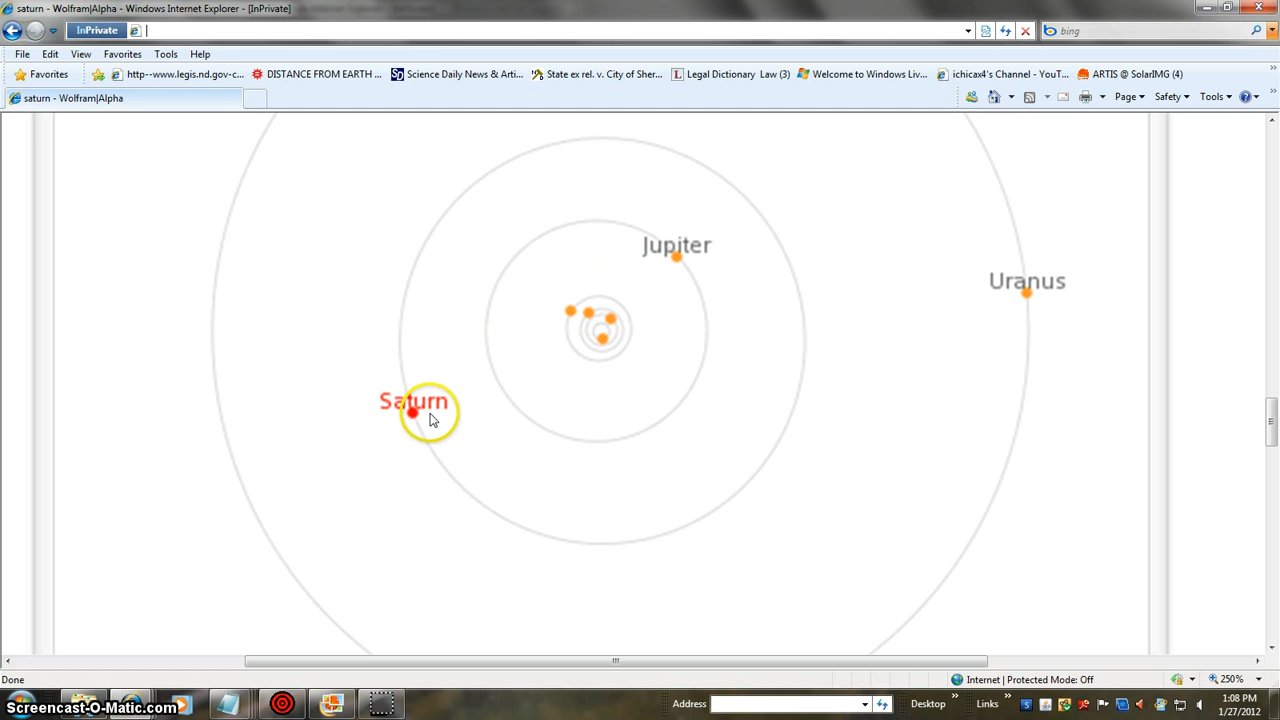 saturn - Wolfram|Alpha - Windows Internet Explorer - [InPrivate]
InPrivate
bing
File Edit View Favorites Tools Help
Favorites http--www.legis.nd.gov-c... DISTANCE FROM EARTH ... Science Daily News & Arti... State ex rel. v. City of Sher... Legal Dictionary Law (3) Welcome to Windows Liv... ichicax4's Channel - YouT... ARTIS @ SolarIMG (4)
saturn - Wolfram|Alpha
Page Safety Tools
Jupiter
Uranus
Saturn
Done Internet | Protected Mode: Off 250%
Address Desktop Links 1:08 PM
1/27/2012
Screencast-O-Matic.com